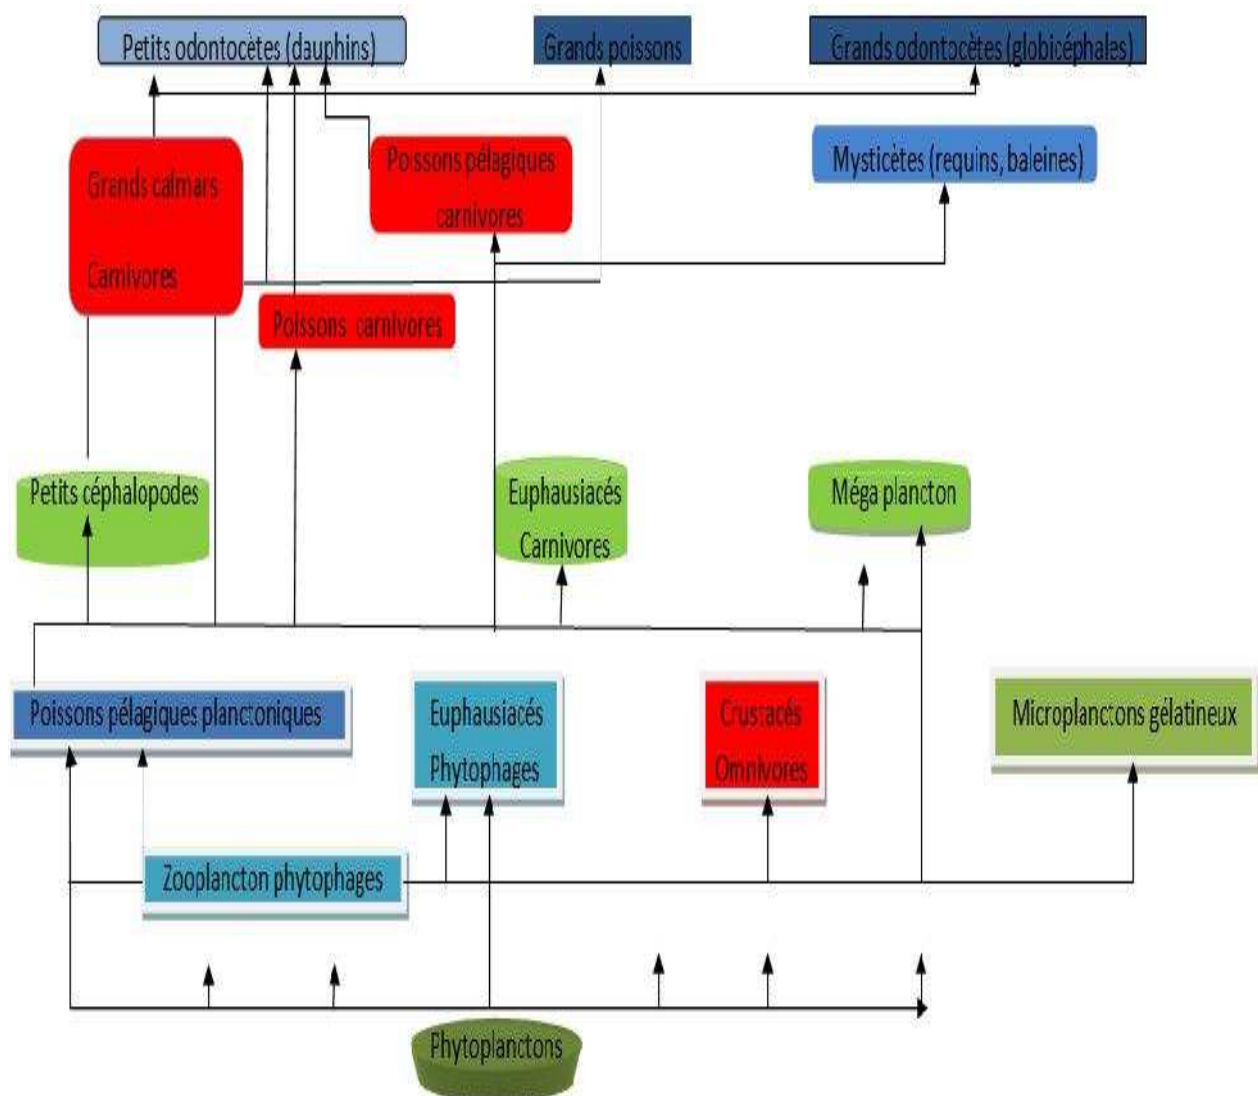 Petits odontocètes (dauphins)
Grands poissons
Grands odontocètes (globicéphales)
Grands calmars
Carnivores
Poissons pélagiques
carnivores
Mysticètes (requins, baleines)
Poissons carnivores
Petits céphalopodes
Euphausiacés
Carnivores
Méga plancton
Poissons pélagiques planctoniques
Euphausiacés
Phytophages
Crustacés
Omnivores
Microplanctons gélatineux
Zooplancton phytophages
Phytoplanctons